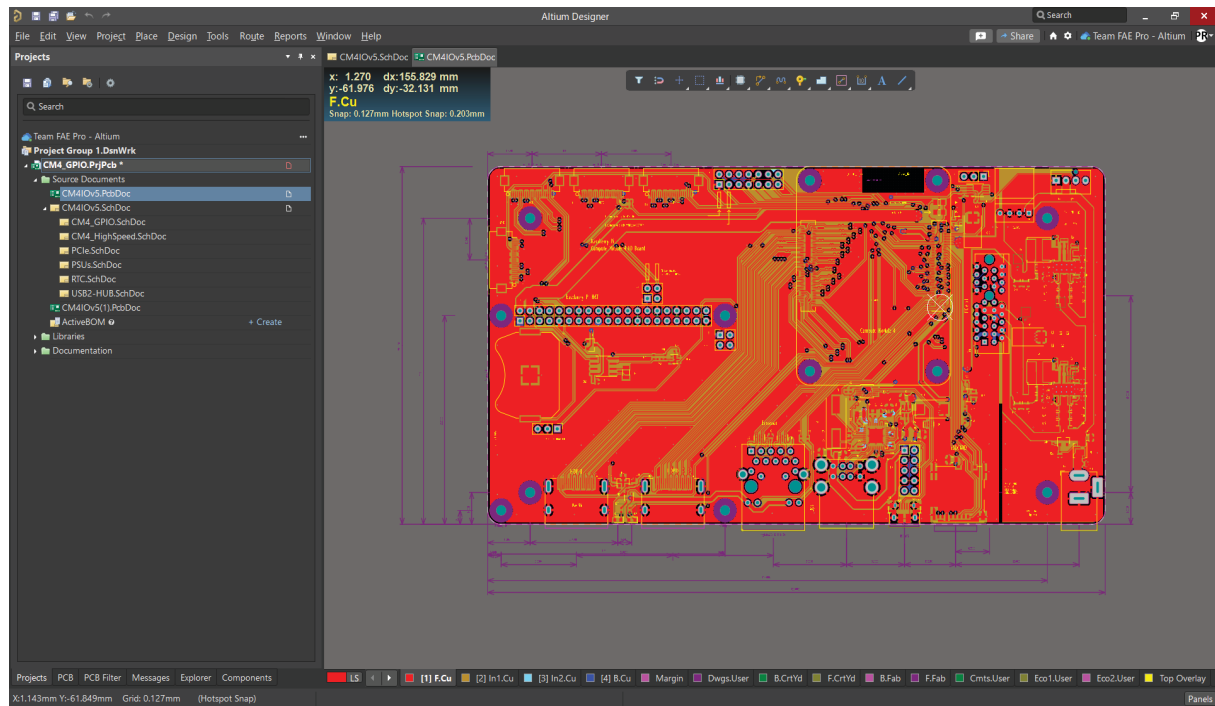 Altium Designer
Search
File Edit View Project Place Design Tools Route Reports Window Help
Share
Team FAE Pro - Altium
PR
Projects
CM4IOv5.SchDoc
CM4IOv5.PcbDoc
x: 1.270 dx:155.829 mm
y:-61.976 dy:-32.131 mm
F.Cu
Snap: 0.127mm Hotspot Snap: 0.203mm
Search
Team FAE Pro - Altium
Project Group 1.DsnWrk
CM4_GPIO.PrjPcb *
Source Documents
CM4IOv5.PcbDoc
CM4IOv5.SchDoc
CM4_GPIO.SchDoc
CM4_HighSpeed.SchDoc
PCIe.SchDoc
PSUs.SchDoc
RTC.SchDoc
USB2-HUB.SchDoc
CM4IOv5(1).PcbDoc
ActiveBOM
+ Create
Libraries
Documentation
Compute Module 4
Projects PCB PCB Filter Messages Explorer Components
LS [1] F.Cu [2] In1.Cu [3] In2.Cu [4] B.Cu Margin Dwgs.User B.CrtYd F.CrtYd B.Fab F.Fab Cmts.User Eco1.User Eco2.User Top Overlay
X:1.143mm Y:-61.849mm Grid: 0.127mm (Hotspot Snap)
Panels